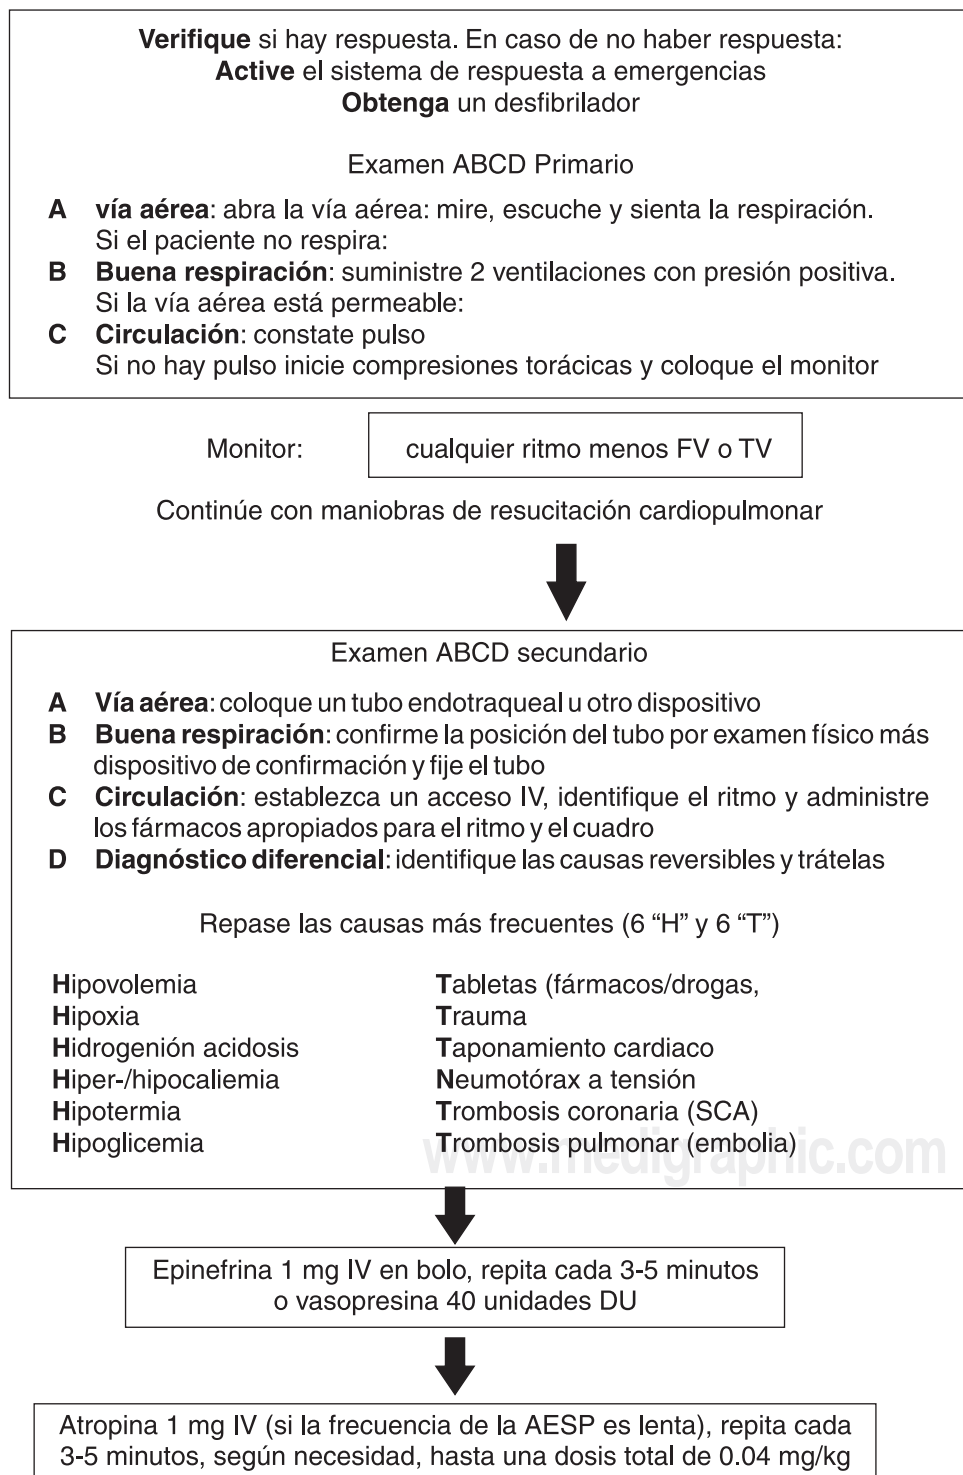 Verifique si hay respuesta. En caso de no haber respuesta:
Active el sistema de respuesta a emergencias
Obtenga un desfibrilador
Examen ABCD Primario
A vía aérea: abra la vía aérea: mire, escuche y sienta la respiración.
Si el paciente no respira:
B Buena respiración: suministre 2 ventilaciones con presión positiva.
Si la vía aérea está permeable:
C Circulación: constate pulso
Si no hay pulso inicie compresiones torácicas y coloque el monitor
Monitor: cualquier ritmo menos FV o TV
Continúe con maniobras de resucitación cardiopulmonar
Examen ABCD secundario
A Vía aérea: coloque un tubo endotraqueal u otro dispositivo
B Buena respiración: confirme la posición del tubo por examen físico más
dispositivo de confirmación y fije el tubo
C Circulación: establezca un acceso IV, identifique el ritmo y administre
los fármacos apropiados para el ritmo y el cuadro
D Diagnóstico diferencial: identifique las causas reversibles y trátelas
Repase las causas más frecuentes (6 “H” y 6 “T”)
Hipovolemia Tabletas (fármacos/drogas,
Hipoxia Trauma
Hidrogenión acidosis Taponamiento cardiaco
Hiper-/hipocaliemia Neumotórax a tensión
Hipotermia Trombosis coronaria (SCA)
Hipoglicemia Trombosis pulmonar (embolia)
www.medigraphic.com
Epinefrina 1 mg IV en bolo, repita cada 3-5 minutos
o vasopresina 40 unidades DU
Atropina 1 mg IV (si la frecuencia de la AESP es lenta), repita cada
3-5 minutos, según necesidad, hasta una dosis total de 0.04 mg/kg